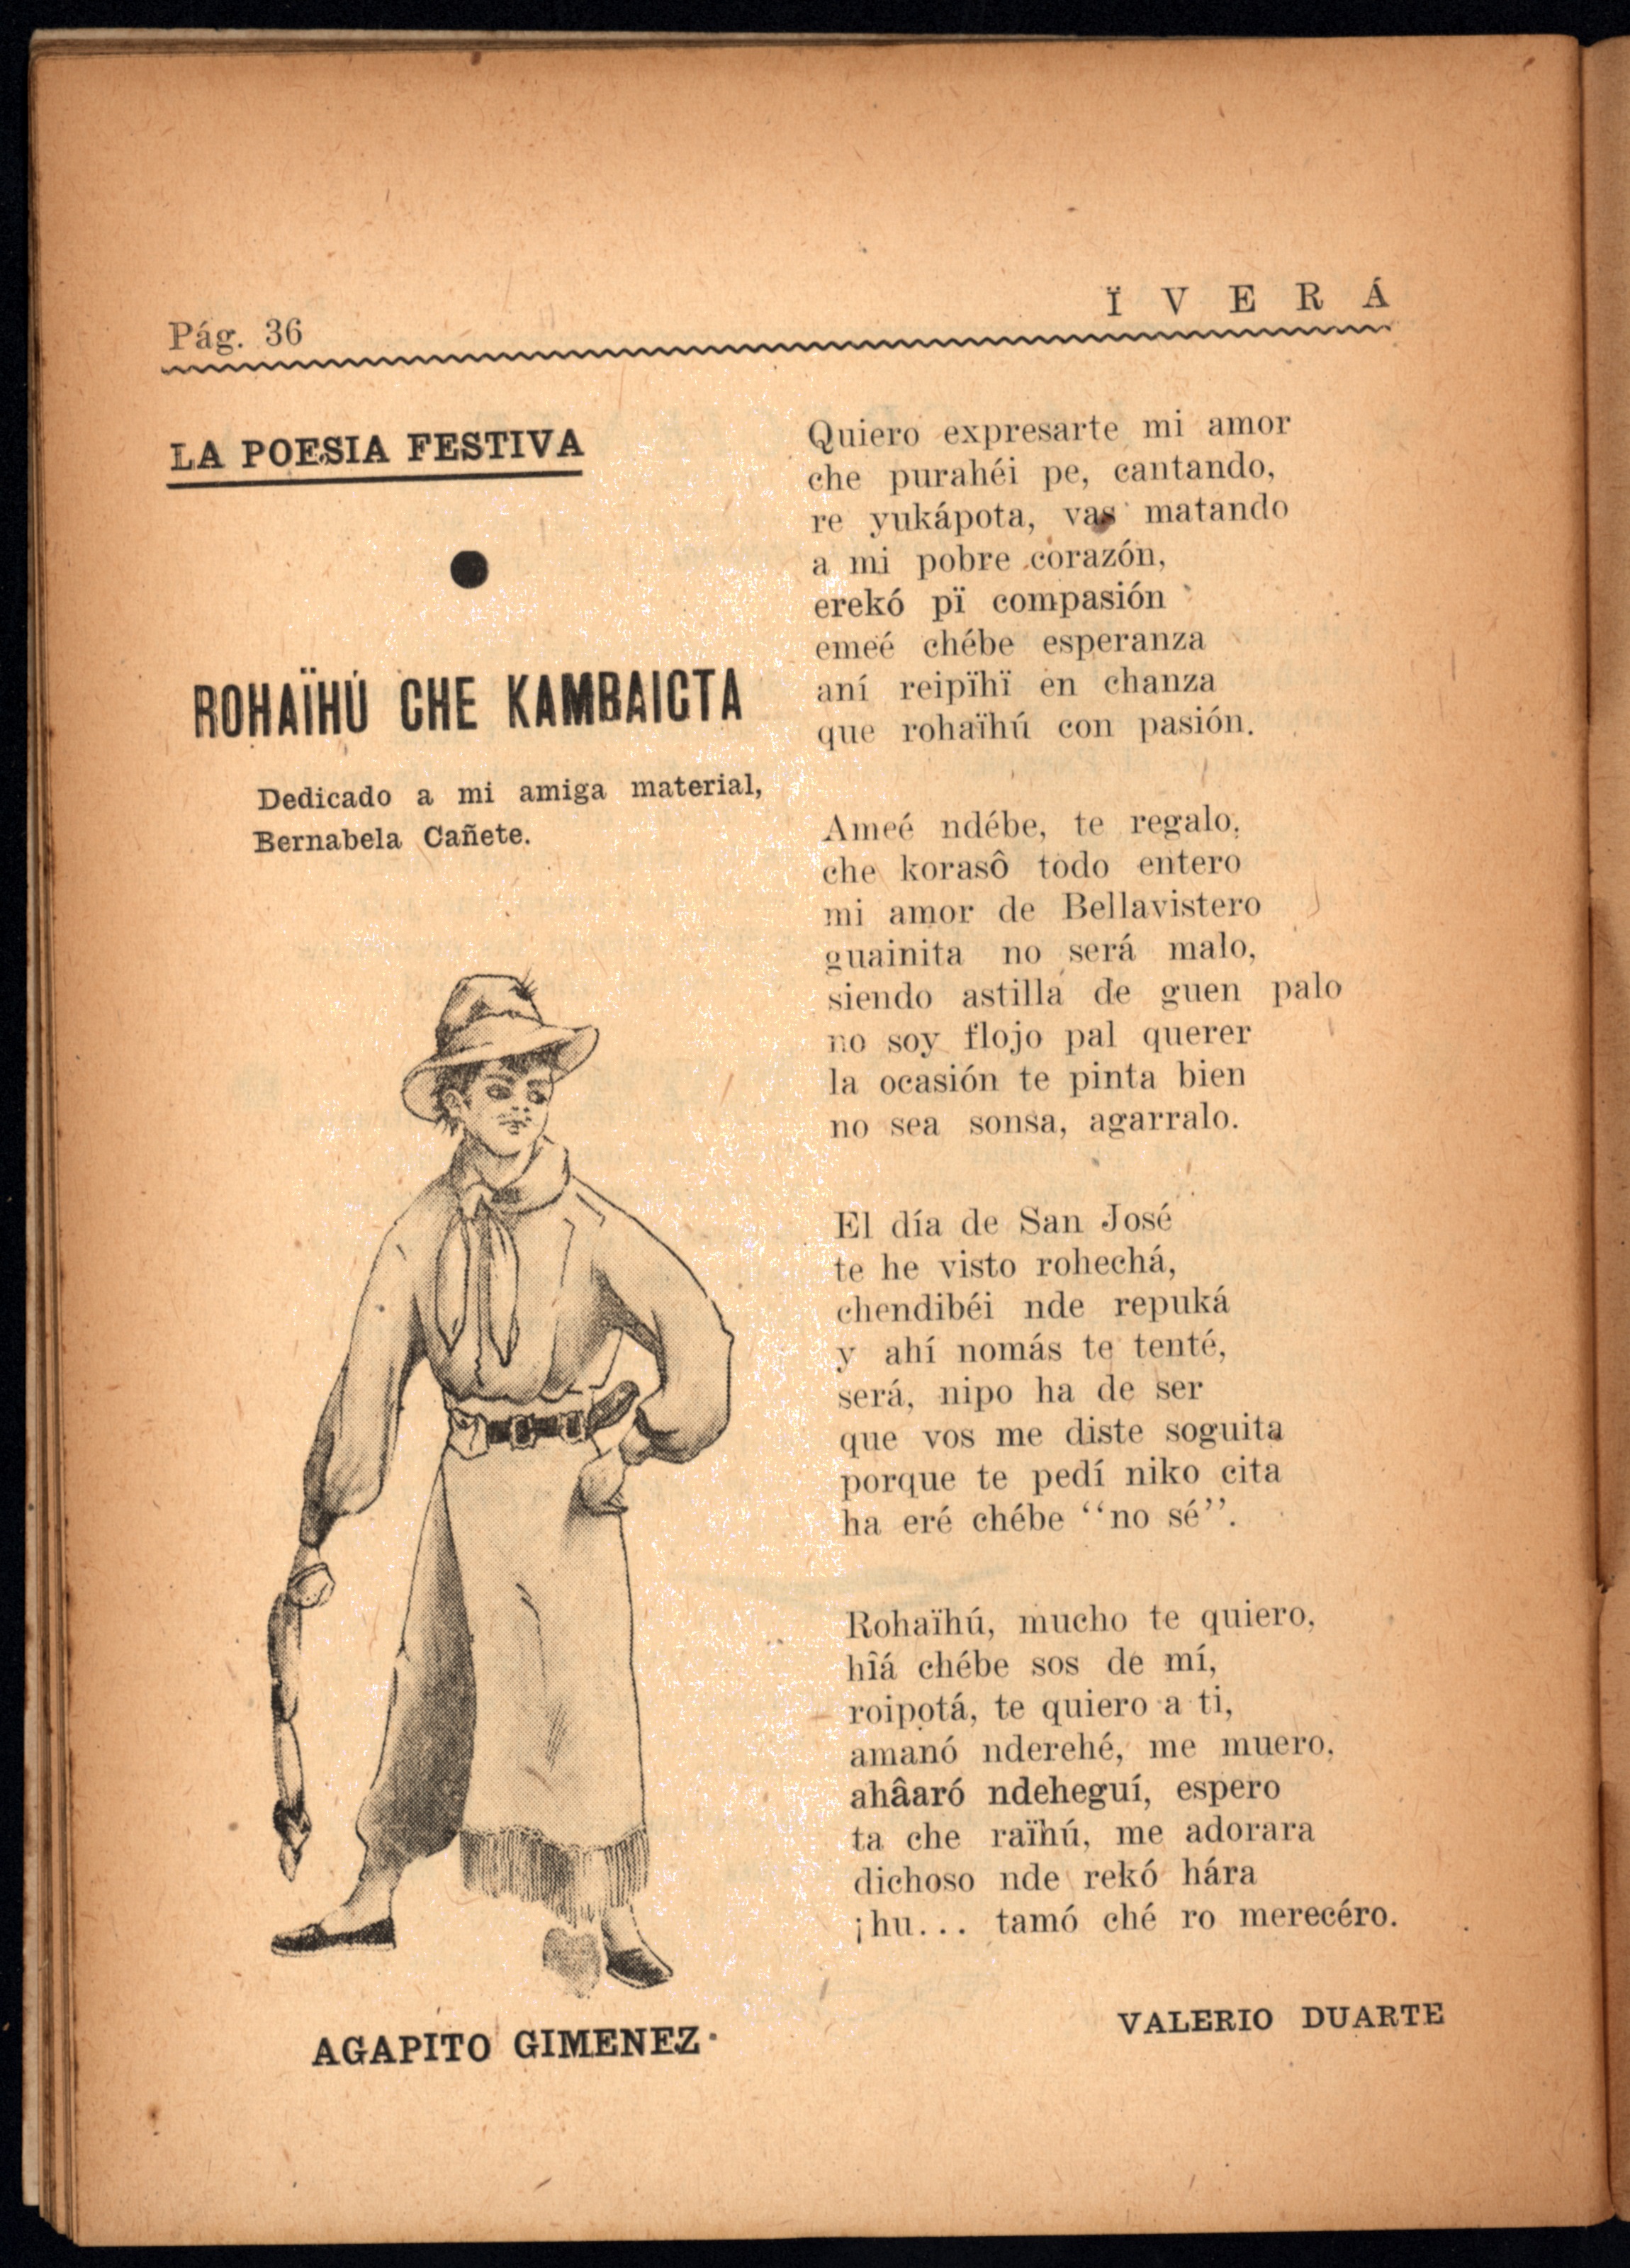 Pág. 36
Ï V E R Á
LA POESIA FESTIVA
ROHAÏHÚ CHE KAMBAICTA
Dedicado a mi amiga material,
Bernabela Cañete.
AGAPITO GIMENEZ
Quiero expresarte mi amor
che purahéi pe, cantando,
re yukápota, vas matando
a mi pobre corazón,
erekó pï compasión
emeé chébe esperanza
aní reipïhï en chanza
que rohaïhú con pasión.
Ameé ndébe, te regalo,
che korasô todo entero
mi amor de Bellavistero
guainita no será malo,
siendo astilla de guen palo
no soy flojo pal querer
la ocasión te pinta bien
no sea sonsa, agarralo.
El día de San José
te he visto rohechá,
chendibéi nde repuká
y ahí nomás te tenté,
será, nipo ha de ser
que vos me diste soguita
porque te pedí niko cita
ha eré chébe “no sé”.
Rohaïhú, mucho te quiero,
hîá chébe sos de mí,
roipotá, te quiero a ti,
amanó nderehé, me muero,
ahâaró ndeheguí, espero
ta che raïhú, me adorara
dichoso nde rekó hára
¡hu... tamó ché ro merecéro.
VALERIO DUARTE